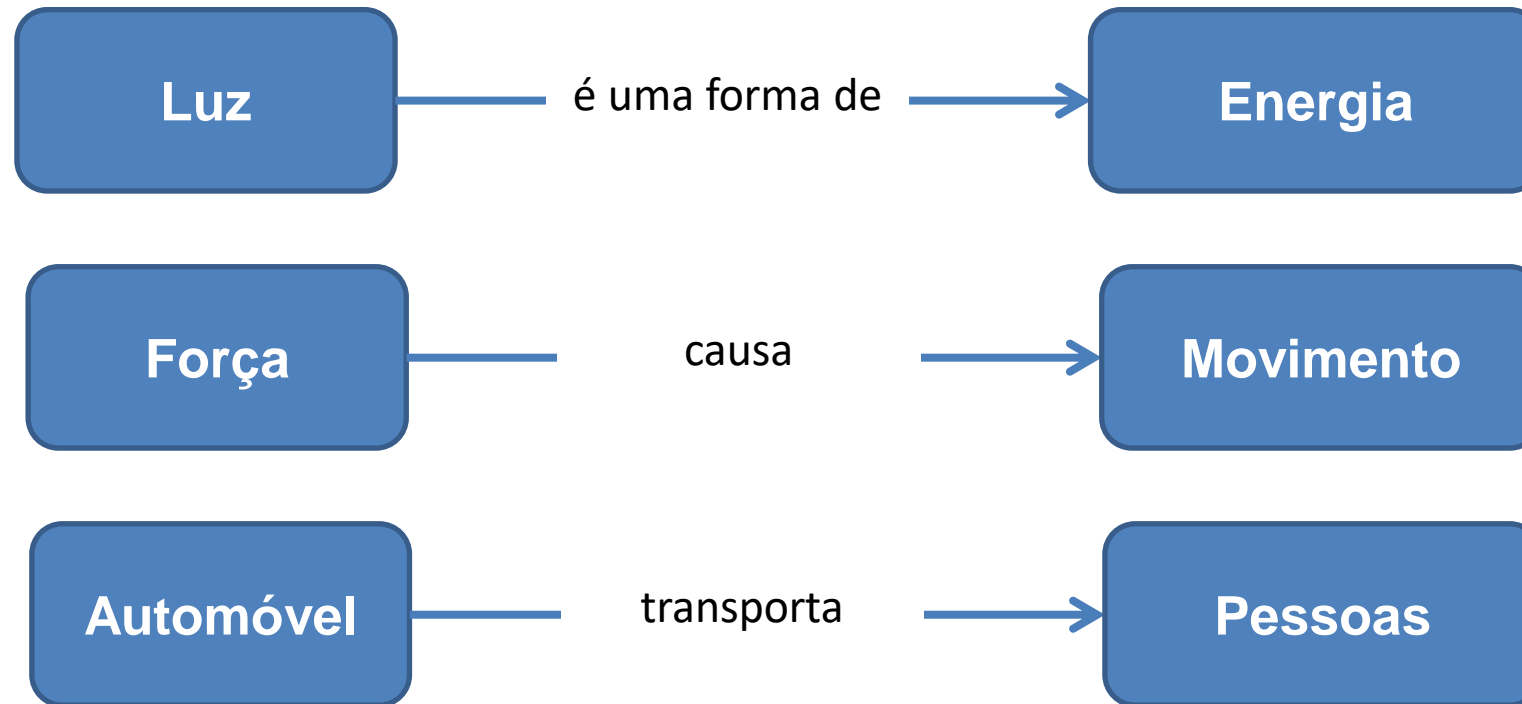 Luz é uma forma de Energia
Força causa Movimento
Automóvel transporta Pessoas